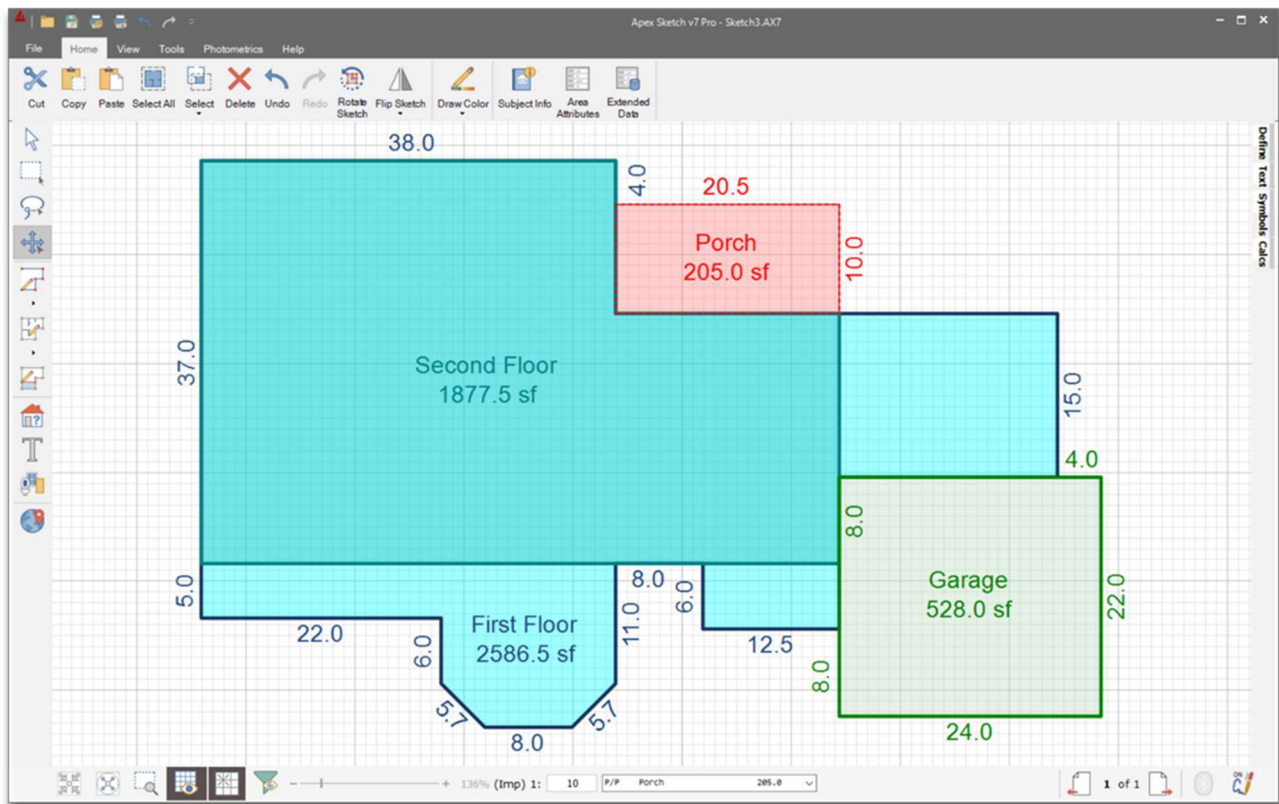 Apex Sketch v7 Pro - Sketch3.AX7
File Home View Tools Photometrics Help
Cut Copy Paste Select All Select Delete Undo Redo Rotate Sketch Flip Sketch Draw Color Subject Info Area Attributes Extended Data
Define Text Symbols Calcs
38.0
4.0
20.5
Porch
205.0 sf
10.0
37.0
Second Floor
1877.5 sf
15.0
4.0
8.0
5.0
22.0
6.0
First Floor
2586.5 sf
11.0
8.0
6.0
12.5
Garage
528.0 sf
22.0
8.0
5.7
8.0
5.7
24.0
136% (Imp) 1: 10 P/P Porch 205.0 1 of 1 ON